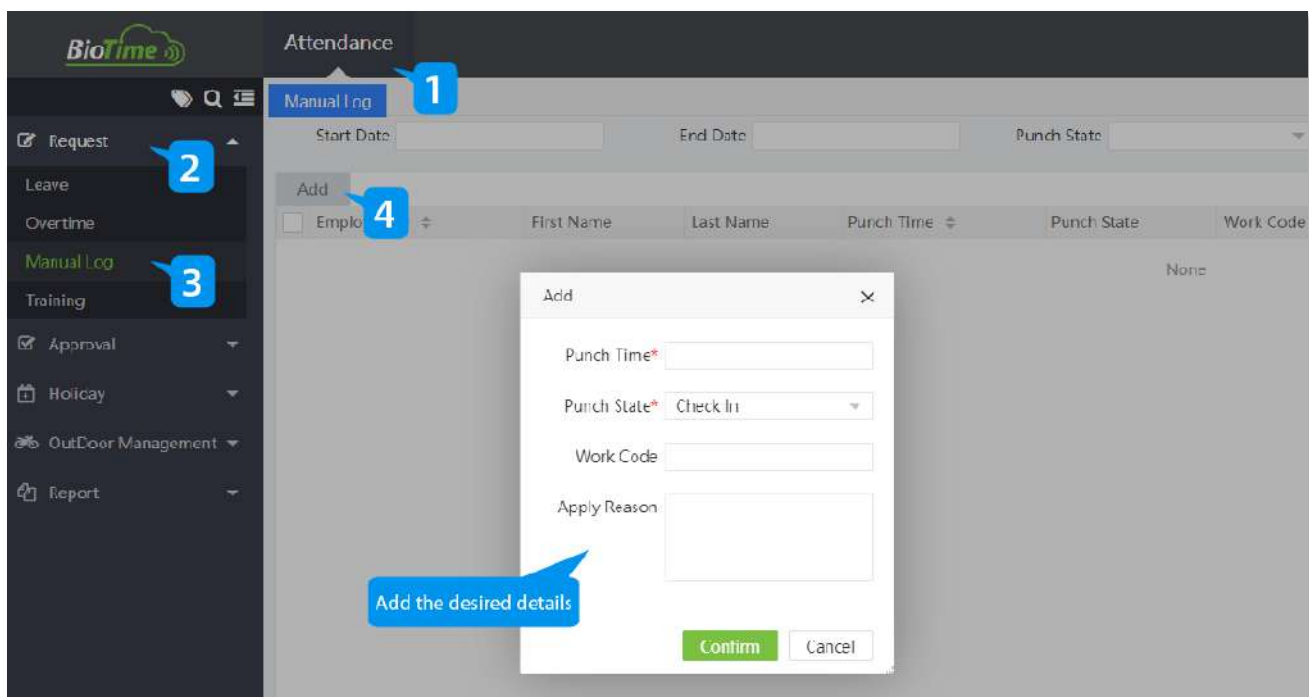 BioTime
Attendance
1
Manual Log
Start Date
End Date
Punch State
Request
2
Leave
Add
4
Overtime
Emplo
First Name
Last Name
Punch Time
Punch State
Work Code
Manual Log
3
None
Training
Add
Approval
Punch Time*
Holiday
Punch State* Check In
OutDoor Management
Work Code
Report
Apply Reason
Add the desired details
Confirm
Cancel